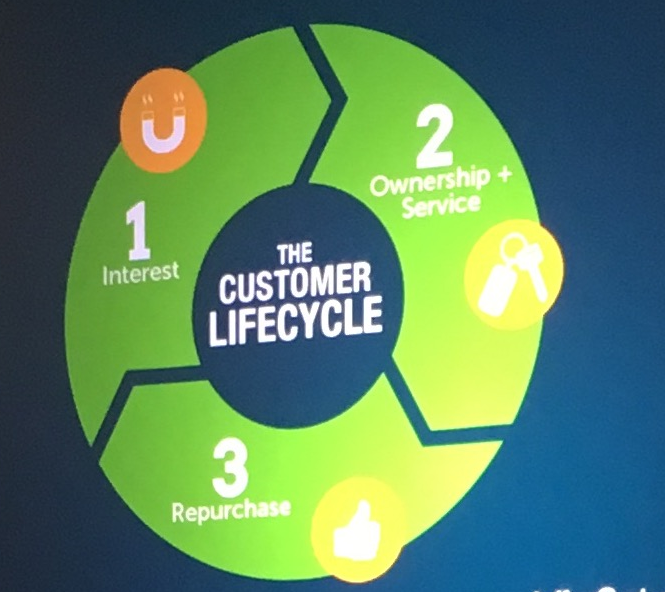 THE
CUSTOMER
LIFECYCLE
1
Interest
2
Ownership +
Service
3
Repurchase